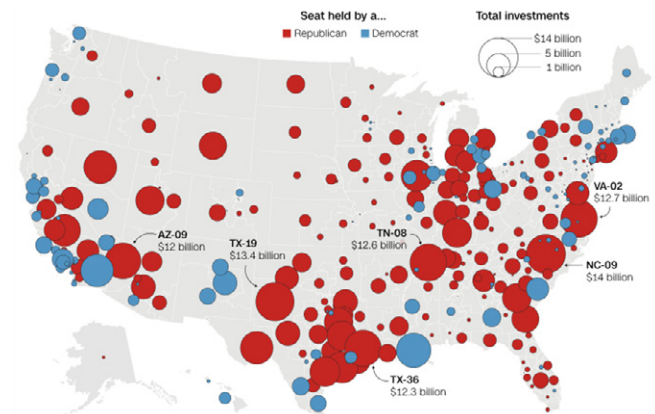 Seat held by a...
Republican Democrat
Total investments
$14 billion
5 billion
1 billion
VA-02
$12.7 billion
AZ-09
$12 billion
TX-19
$13.4 billion
TN-08
$12.6 billion
NC-09
$14 billion
TX-36
$12.3 billion